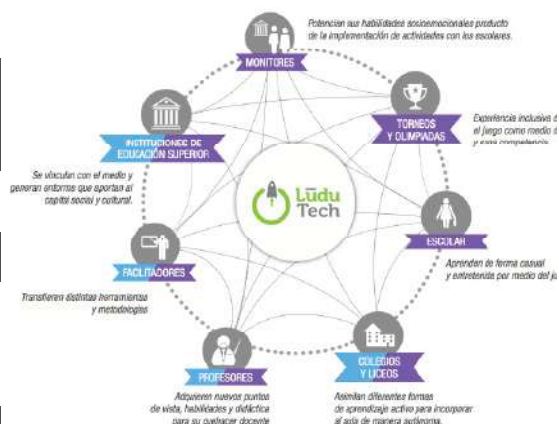 Potencian sus habilidades socioemocionales producto
de la implementación de actividades con los escolares.
MONITORES
TORNEOS
Y OLIMPIADAS
Experiencia inclusiva
el juego como medio
y sana competencia
INSTITUCIONES DE
EDUCACIÓN SUPERIOR
Se vinculan con el medio y
generan entornos que aportan al
capital social y cultural.
Lūdu
Tech
ESCOLAR
Aprenden de forma casual
y entretenida por medio del
FACILITADORES
Transfieren distintas herramientas
y metodologías
PROFESORES
Adquieren nuevos puntos
de vista, habilidades y didáctica
para su quehacer docente
COLEGIOS
Y LICEOS
Asimilan diferentes formas
de aprendizaje activo para incorporar
al aula de manera autónoma.